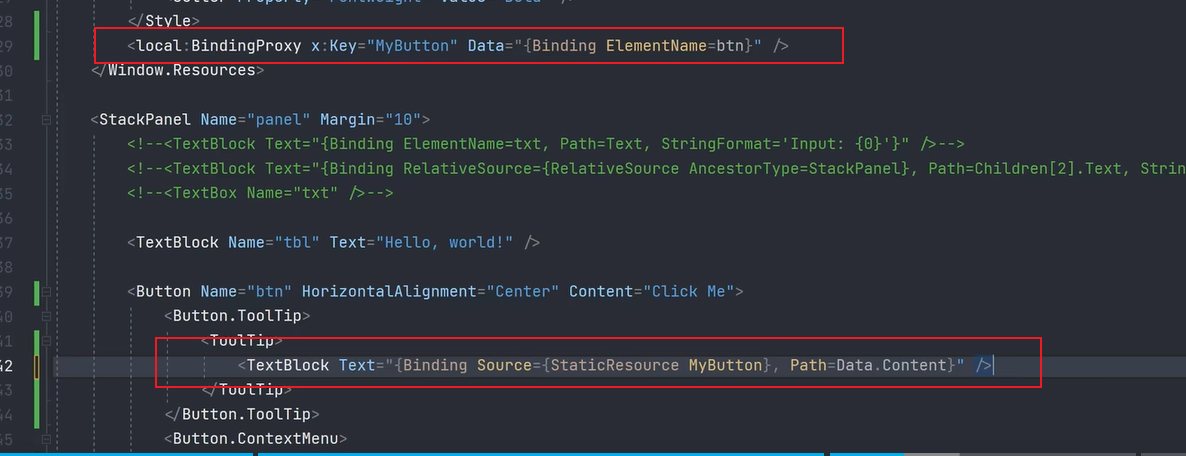 28 </Style>
29 <local:BindingProxy x:Key="MyButton" Data="{Binding ElementName=btn}" />
30 </Window.Resources>
31
32 <StackPanel Name="panel" Margin="10">
33 <!--<TextBlock Text="{Binding ElementName=txt, Path=Text, StringFormat='Input: {0}'}" />-->
34 <!--<TextBlock Text="{Binding RelativeSource={RelativeSource AncestorType=StackPanel}, Path=Children[2].Text, Strin
35 <!--<TextBox Name="txt" />-->
36
37 <TextBlock Name="tbl" Text="Hello, world!" />
38
39 <Button Name="btn" HorizontalAlignment="Center" Content="Click Me">
40 <Button.ToolTip>
41 <ToolTip>
42 <TextBlock Text="{Binding Source={StaticResource MyButton}, Path=Data.Content}" />
43 </ToolTip>
44 </Button.ToolTip>
45 <Button.ContextMenu>